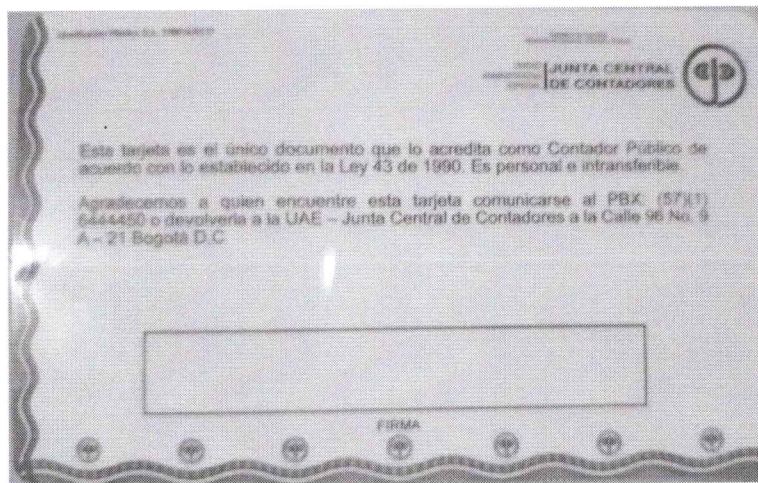 JUNTA CENTRAL
DE CONTADORES
Esta tarjeta es el único documento que lo acredita como Contador Público de
acuerdo con lo establecido en la Ley 43 de 1990. Es personal e intransferible.
Agradecemos a quien encuentre esta tarjeta comunicarse al PBX: (57)(1)
6444450 o devolverla a la UAE – Junta Central de Contadores a la Calle 96 No. 9
A – 21 Bogotá D.C
FIRMA